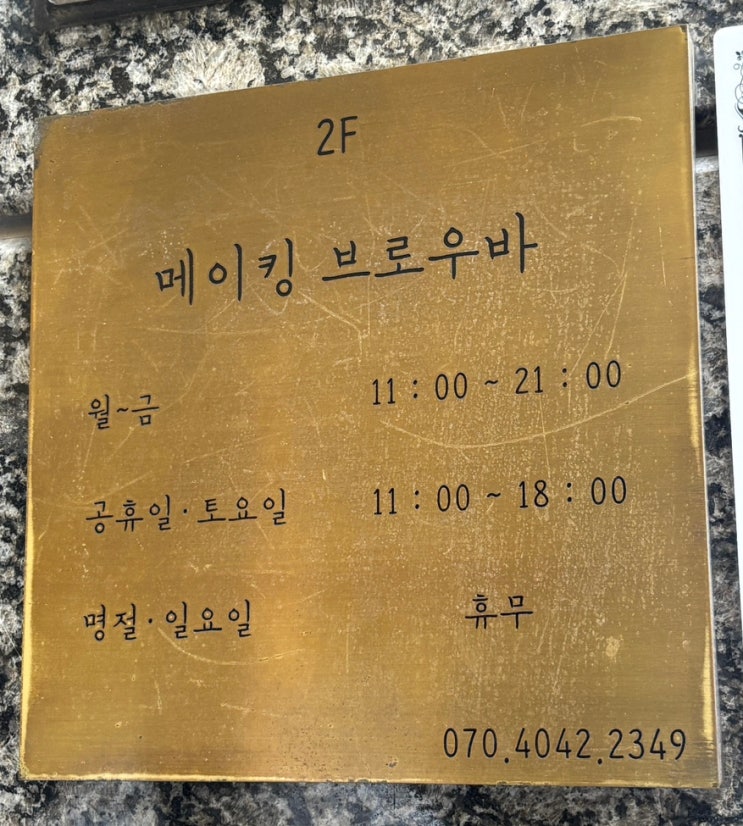 2F
메이킹 브로우바
월~금 11 : 00 ~ 21 : 00
공휴일·토요일 11 : 00 ~ 18 : 00
명절·일요일 휴무
070.4042.2349